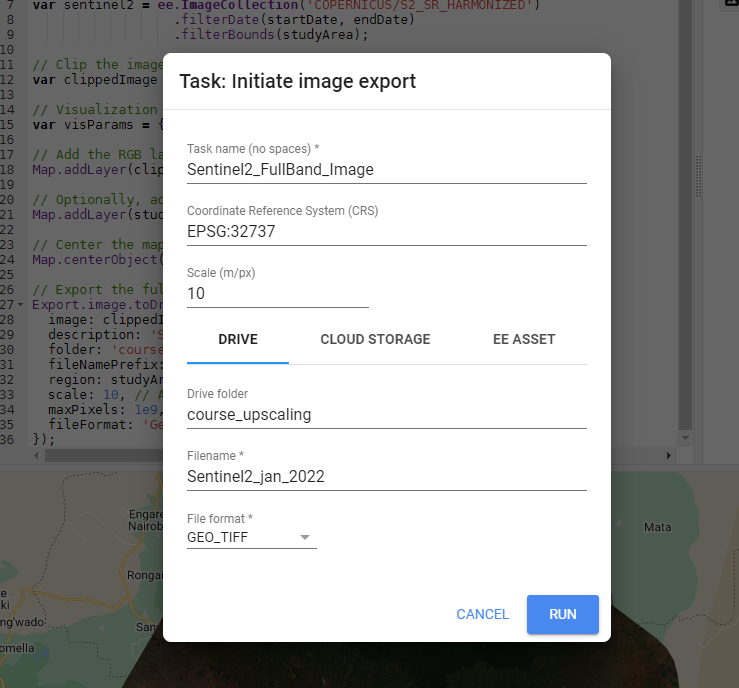 7 var sentinel2 = ee.ImageCollection('COPERNICUS/S2_SR_HARMONIZED')
8 .filterDate(startDate, endDate)
9 .filterBounds(studyArea);
10
11 // Clip the image
12 var clippedImage
13
14 // Visualization
15 var visParams = {
16
17 // Add the RGB la
18 Map.addLayer(clip
19
20 // Optionally, ad
21 Map.addLayer(stud
22
23 // Center the map
24 Map.centerObject(
25
26 // Export the ful
27 Export.image.toDr
28 image: clippedI
29 description: 'S
30 folder: 'course
31 fileNamePrefix:
32 region: studyAr
33 scale: 10, // A
34 maxPixels: 1e9,
35 fileFormat: 'Ge
36 });
Task: Initiate image export
Task name (no spaces) *
Sentinel2_FullBand_Image
Coordinate Reference System (CRS)
EPSG:32737
Scale (m/px)
10
DRIVE CLOUD STORAGE EE ASSET
Drive folder
course_upscaling
Filename *
Sentinel2_jan_2022
File format *
GEO_TIFF
CANCEL RUN
Engare
Nairob
Mata
Rongai
re
ki
ng'wado
San
omella